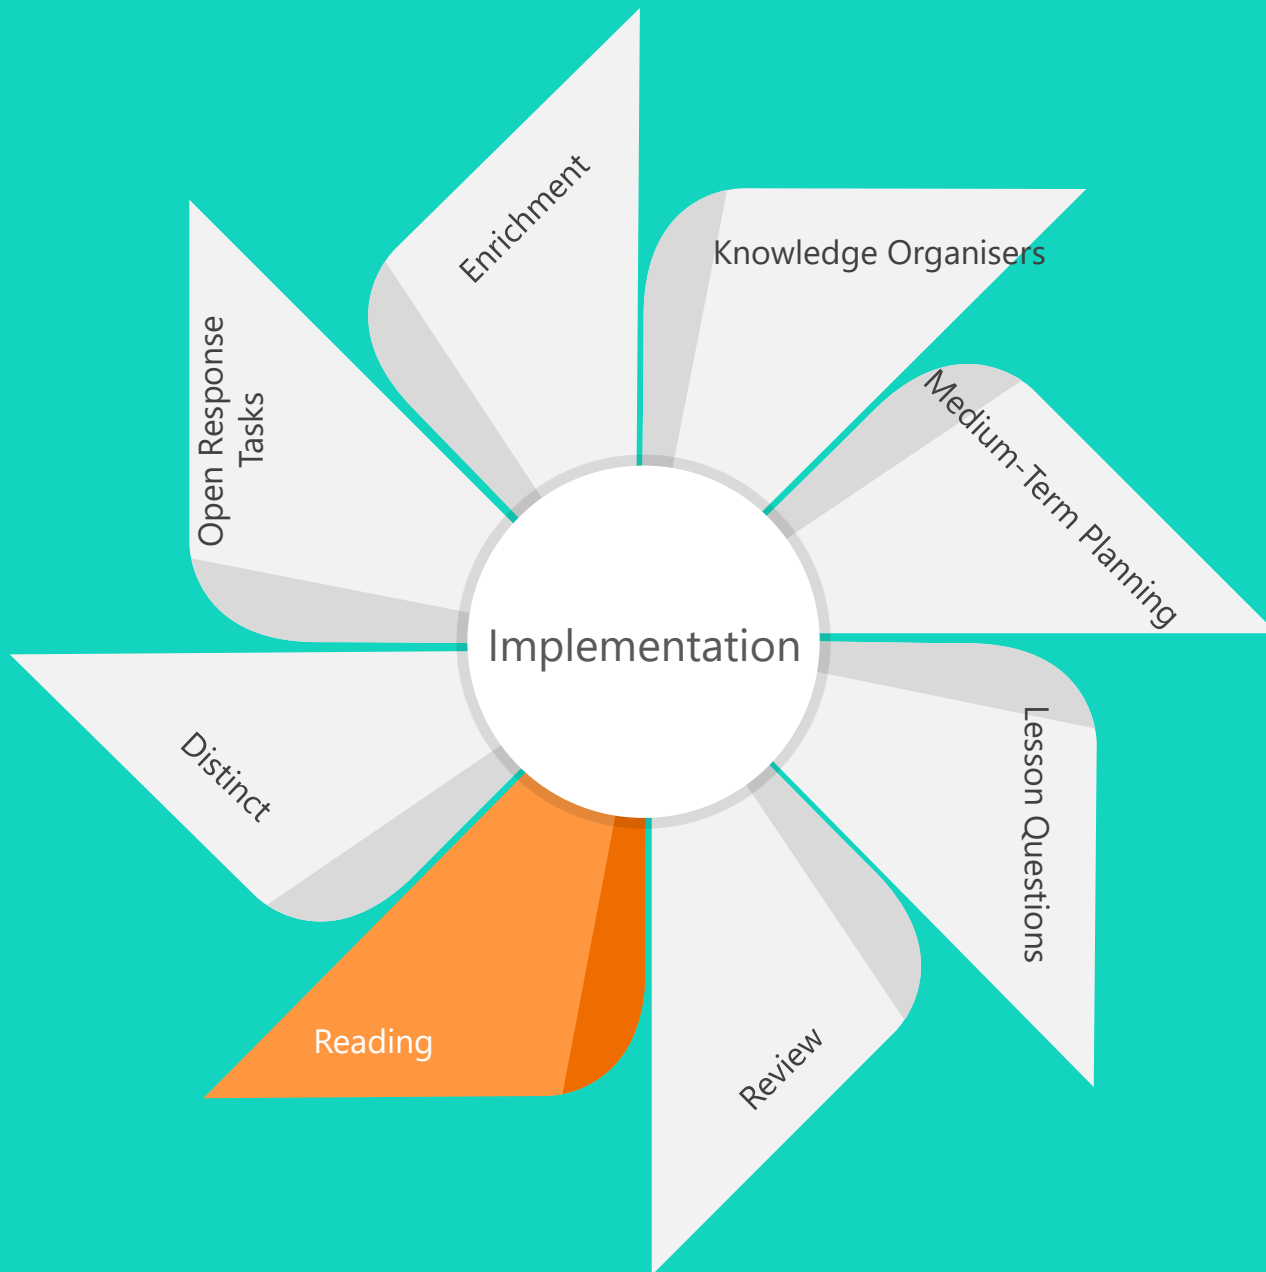 Enrichment
Knowledge Organisers
Medium-Term Planning
Lesson Questions
Review
Reading
Distinct
Open Response
Tasks
Implementation